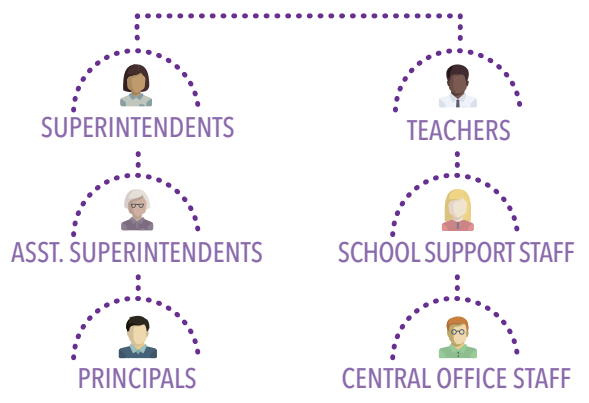 SUPERINTENDENTS
TEACHERS
ASST. SUPERINTENDENTS
SCHOOL SUPPORT STAFF
PRINCIPALS
CENTRAL OFFICE STAFF